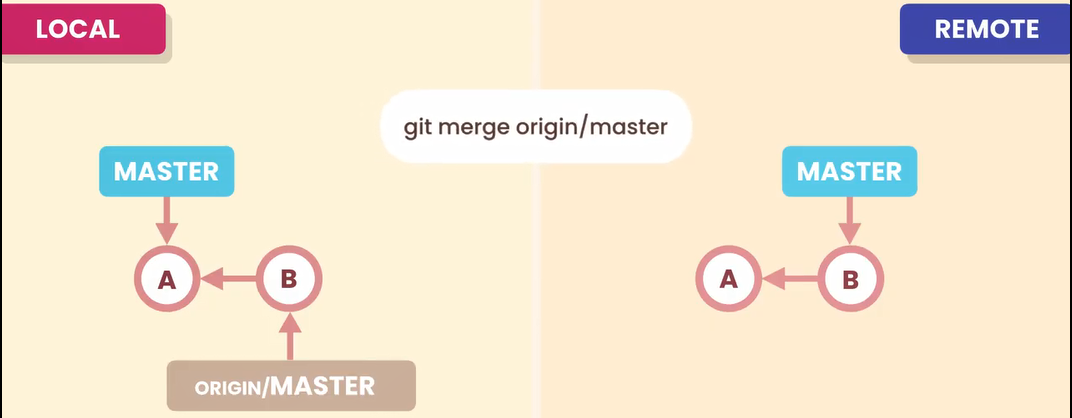 LOCAL
REMOTE
git merge origin/master
MASTER
MASTER
A
B
A
B
ORIGIN/MASTER